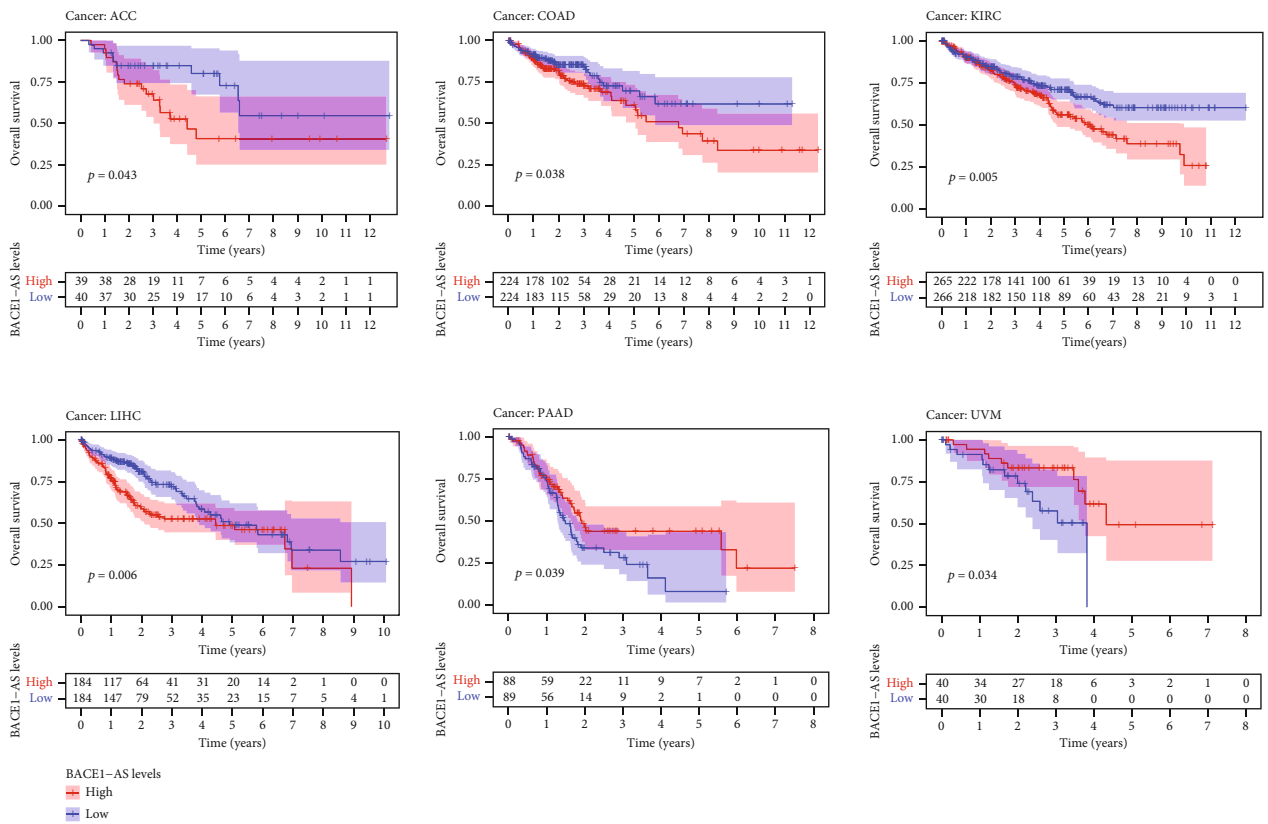 Cancer: ACC
Overall survival
1.00
0.75
0.50
0.25
0.00
p = 0.043
0 1 2 3 4 5 6 7 8 9 10 11 12
Time (years)
BACE1–AS levels
High 39 38 28 19 11 7 6 5 4 4 2 1 1
Low 40 37 30 25 19 17 10 6 4 3 2 1 1
0 1 2 3 4 5 6 7 8 9 10 11 12
Time (years)
Cancer: COAD
Overall survival
1.00
0.75
0.50
0.25
0.00
p = 0.038
0 1 2 3 4 5 6 7 8 9 10 11 12
Time (years)
BACE1–AS levels
High 224 178 102 54 28 21 14 12 8 6 4 3 1
Low 224 183 115 58 29 20 13 8 4 4 2 2 0
0 1 2 3 4 5 6 7 8 9 10 11 12
Time (years)
Cancer: KIRC
Overall survival
1.00
0.75
0.50
0.25
0.00
p = 0.005
0 1 2 3 4 5 6 7 8 9 10 11 12
Time(years)
BACE1–AS levels
High 265 222 178 141 100 61 39 19 13 10 4 0 0
Low 266 218 182 150 118 89 60 43 28 21 9 3 1
0 1 2 3 4 5 6 7 8 9 10 11 12
Time (years)
Cancer: LIHC
Overall survival
1.00
0.75
0.50
0.25
0.00
p = 0.006
0 1 2 3 4 5 6 7 8 9 10
Time (years)
BACE1–AS levels
High 184 117 64 41 31 20 14 2 1 0 0
Low 184 147 79 52 35 23 15 7 5 4 1
0 1 2 3 4 5 6 7 8 9 10
Time (years)
Cancer: PAAD
Overall survival
1.00
0.75
0.50
0.25
0.00
p = 0.039
0 1 2 3 4 5 6 7 8
Time (years)
BACE1–AS levels
High 88 59 22 11 9 7 2 1 0
Low 89 56 14 9 2 1 0 0 0
0 1 2 3 4 5 6 7 8
Time (years)
Cancer: UVM
Overall survival
1.00
0.75
0.50
0.25
0.00
p = 0.034
0 1 2 3 4 5 6 7 8
Time (years)
BACE1–AS levels
High 40 34 27 18 6 3 2 1 0
Low 40 30 18 8 0 0 0 0 0
0 1 2 3 4 5 6 7 8
Time (years)
BACE1–AS levels
High
Low